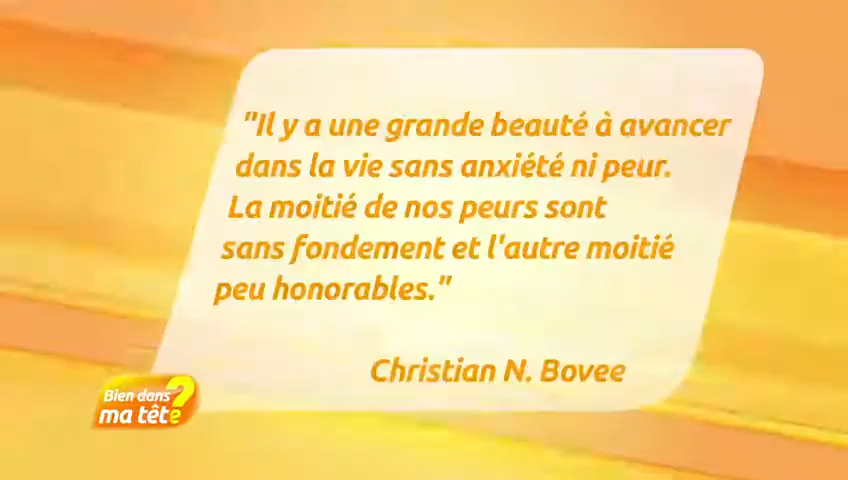 "Il y a une grande beauté à avancer
dans la vie sans anxiété ni peur.
La moitié de nos peurs sont
sans fondement et l'autre moitié
peu honorables."
Christian N. Bovee
Bien dans
ma tête ?